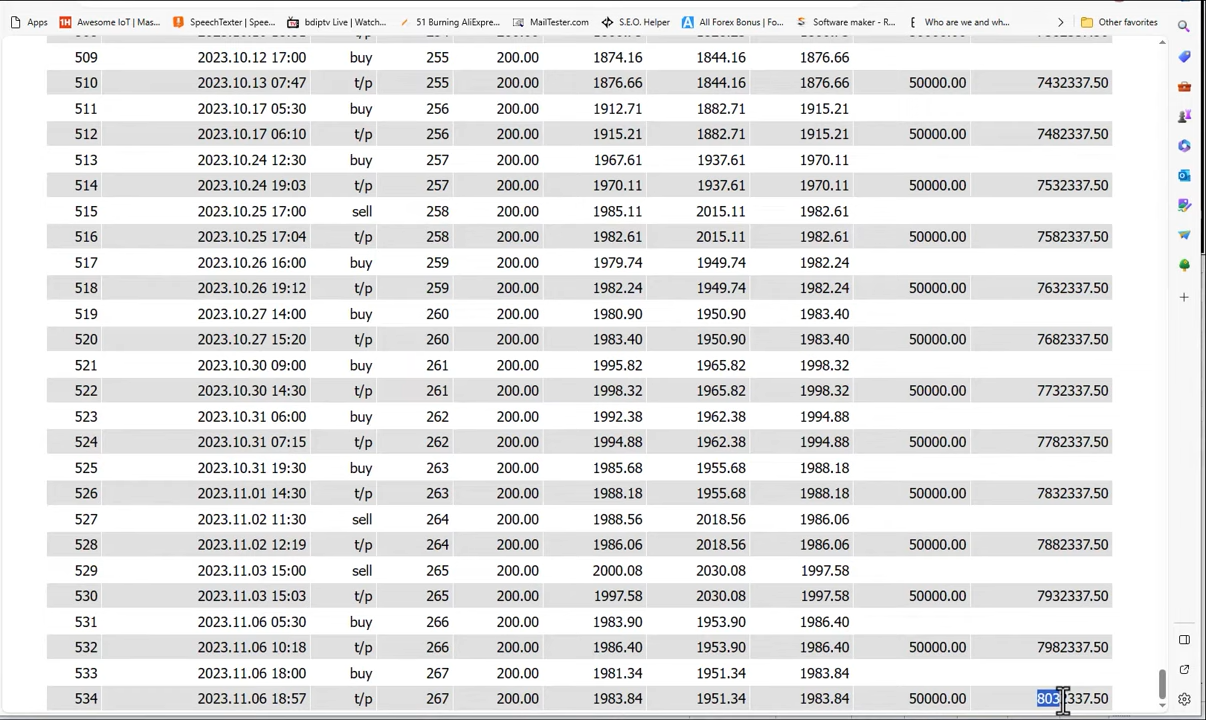 Apps Awesome IoT | Mas... SpeechTexter | Spee... bdiptv Live | Watch... 51 Burning AliExpre... MailTester.com S.E.O. Helper All Forex Bonus | Fo... Software maker - R... Who are we and wh... Other favorites
509 2023.10.12 17:00 buy 255 200.00 1874.16 1844.16 1876.66
510 2023.10.13 07:47 t/p 255 200.00 1876.66 1844.16 1876.66 50000.00 7432337.50
511 2023.10.17 05:30 buy 256 200.00 1912.71 1882.71 1915.21
512 2023.10.17 06:10 t/p 256 200.00 1915.21 1882.71 1915.21 50000.00 7482337.50
513 2023.10.24 12:30 buy 257 200.00 1967.61 1937.61 1970.11
514 2023.10.24 19:03 t/p 257 200.00 1970.11 1937.61 1970.11 50000.00 7532337.50
515 2023.10.25 17:00 sell 258 200.00 1985.11 2015.11 1982.61
516 2023.10.25 17:04 t/p 258 200.00 1982.61 2015.11 1982.61 50000.00 7582337.50
517 2023.10.26 16:00 buy 259 200.00 1979.74 1949.74 1982.24
518 2023.10.26 19:12 t/p 259 200.00 1982.24 1949.74 1982.24 50000.00 7632337.50
519 2023.10.27 14:00 buy 260 200.00 1980.90 1950.90 1983.40
520 2023.10.27 15:20 t/p 260 200.00 1983.40 1950.90 1983.40 50000.00 7682337.50
521 2023.10.30 09:00 buy 261 200.00 1995.82 1965.82 1998.32
522 2023.10.30 14:30 t/p 261 200.00 1998.32 1965.82 1998.32 50000.00 7732337.50
523 2023.10.31 06:00 buy 262 200.00 1992.38 1962.38 1994.88
524 2023.10.31 07:15 t/p 262 200.00 1994.88 1962.38 1994.88 50000.00 7782337.50
525 2023.10.31 19:30 buy 263 200.00 1985.68 1955.68 1988.18
526 2023.11.01 14:30 t/p 263 200.00 1988.18 1955.68 1988.18 50000.00 7832337.50
527 2023.11.02 11:30 sell 264 200.00 1988.56 2018.56 1986.06
528 2023.11.02 12:19 t/p 264 200.00 1986.06 2018.56 1986.06 50000.00 7882337.50
529 2023.11.03 15:00 sell 265 200.00 2000.08 2030.08 1997.58
530 2023.11.03 15:03 t/p 265 200.00 1997.58 2030.08 1997.58 50000.00 7932337.50
531 2023.11.06 05:30 buy 266 200.00 1983.90 1953.90 1986.40
532 2023.11.06 10:18 t/p 266 200.00 1986.40 1953.90 1986.40 50000.00 7982337.50
533 2023.11.06 18:00 buy 267 200.00 1981.34 1951.34 1983.84
534 2023.11.06 18:57 t/p 267 200.00 1983.84 1951.34 1983.84 50000.00 8032337.50